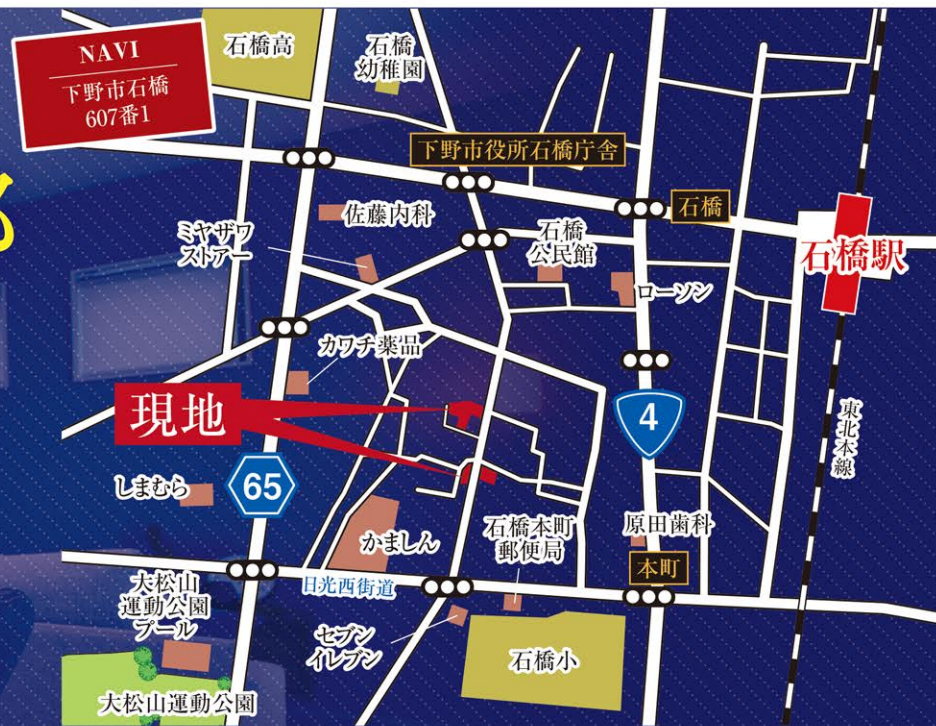 NAVI
下野市石橋
607番1
石橋高
石橋
幼稚園
下野市役所石橋庁舎
石橋
石橋駅
佐藤内科
ミヤザワ
ストアー
石橋
公民館
ローソン
カワチ薬品
現地
4
東北本線
しまむら
65
かましん
石橋本町
郵便局
原田歯科
本町
日光西街道
大松山
運動公園
プール
セブン
イレブン
石橋小
大松山運動公園